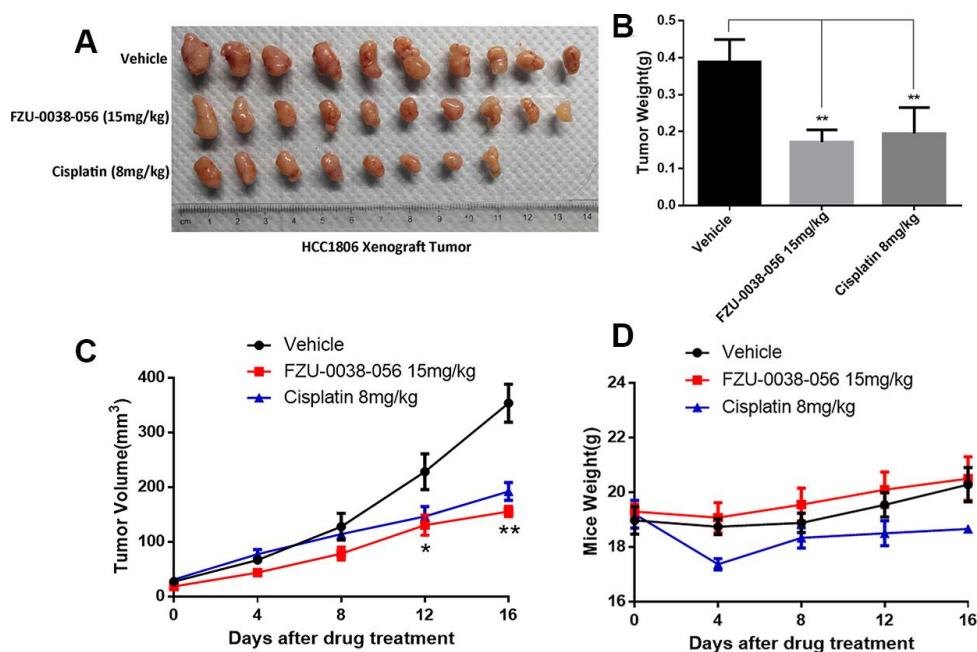 A
Vehicle
FZU-0038-056 (15mg/kg)
Cisplatin (8mg/kg)
cm 1 2 3 4 5 6 7 8 9 10 11 12 13 14
HCC1806 Xenograft Tumor
B
Tumor Weight(g)
0.5
0.4
0.3
0.2
0.1
0.0
**
**
Vehicle
FZU-0038-056 15mg/kg
Cisplatin 8mg/kg
C
Vehicle
FZU-0038-056 15mg/kg
Cisplatin 8mg/kg
Tumor Volume(mm³)
400
300
200
100
0
*
**
0 4 8 12 16
Days after drug treatment
D
Vehicle
FZU-0038-056 15mg/kg
Cisplatin 8mg/kg
Mice Weight(g)
24
22
20
18
16
0 4 8 12 16
Days after drug treatment